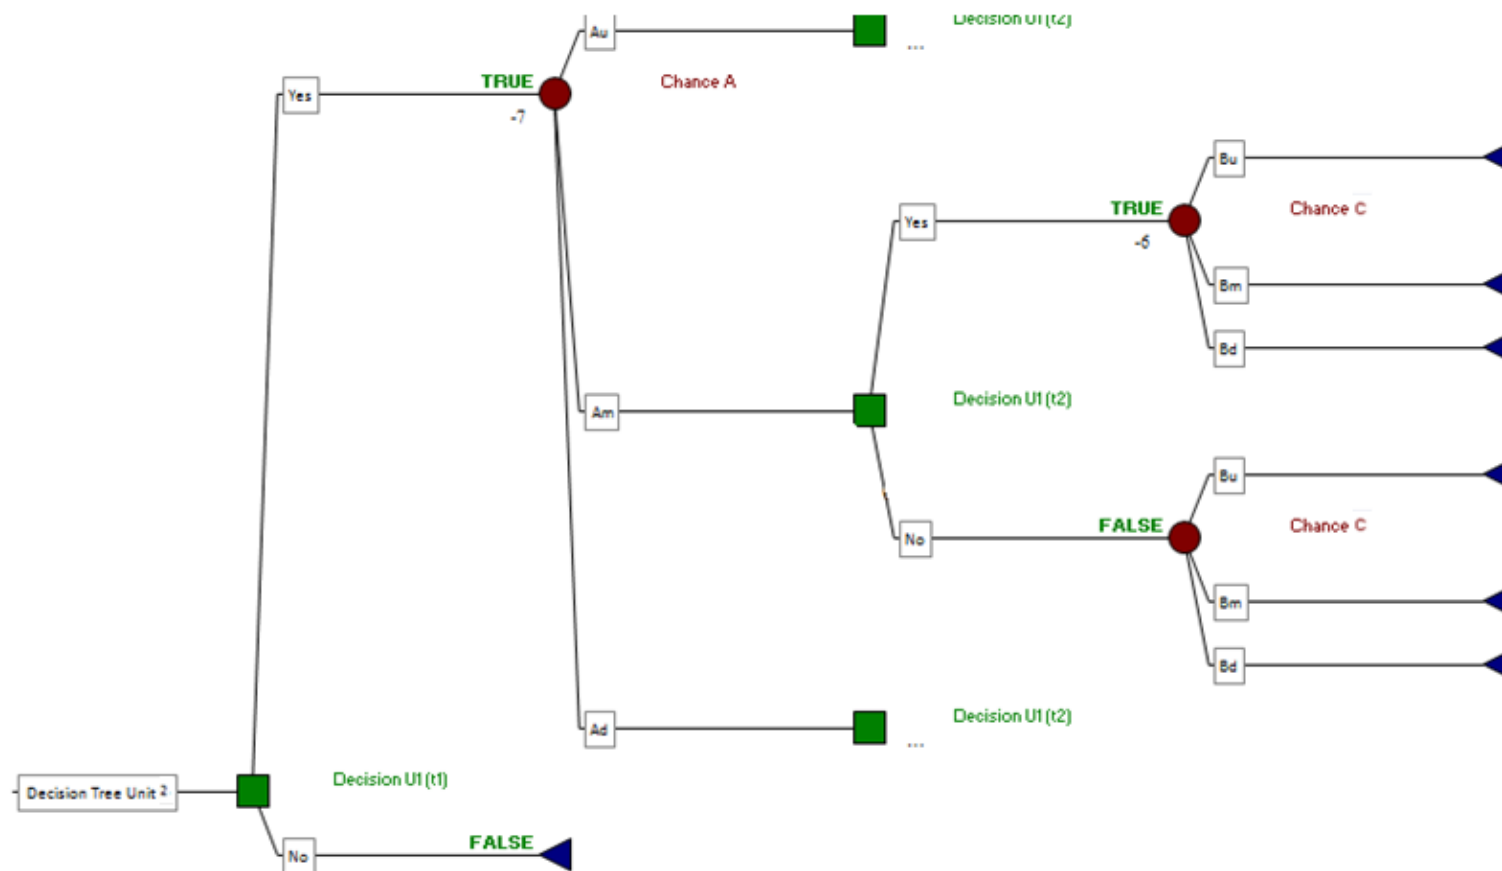 Decision U1(t2)
Au
...
TRUE
Chance A
Yes
-7
Bu
TRUE
Chance C
Yes
-6
Bm
Bd
Decision U1(t2)
Am
Bu
FALSE
Chance C
No
Bm
Bd
Decision U1(t2)
Ad
...
Decision U1(t1)
Decision Tree Unit 2
FALSE
No